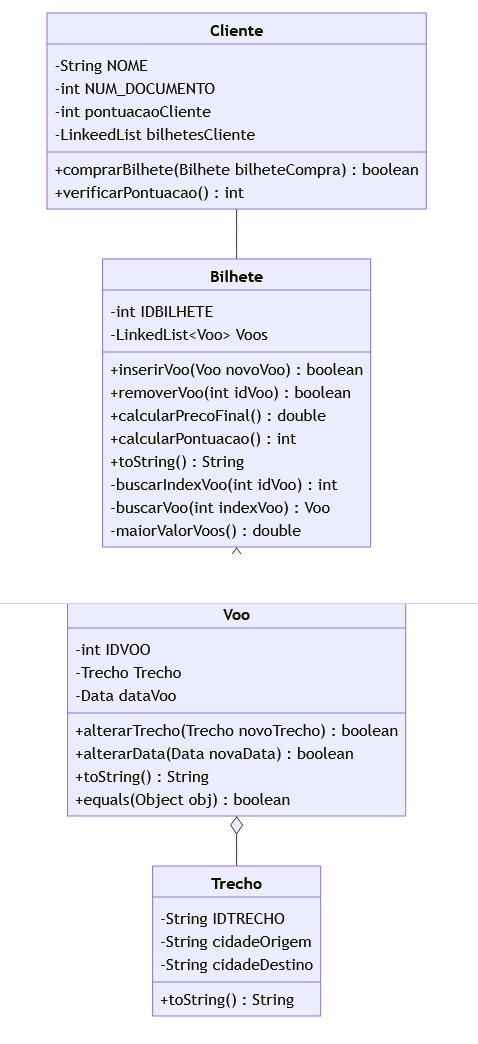 Cliente
-String NOME
-int NUM_DOCUMENTO
-int pontuacaoCliente
-LinkeedList bilhetesCliente
+comprarBilhete(Bilhete bilheteCompra) : boolean
+verificarPontuacao() : int
Bilhete
-int IDBILHETE
-LinkedList<Voo> Voos
+inserirVoo(Voo novoVoo) : boolean
+removerVoo(int idVoo) : boolean
+calcularPrecoFinal() : double
+calcularPontuacao() : int
+toString() : String
-buscarIndexVoo(int idVoo) : int
-buscarVoo(int indexVoo) : Voo
-maiorValorVoos() : double
Voo
-int IDVOO
-Trecho Trecho
-Data dataVoo
+alterarTrecho(Trecho novoTrecho) : boolean
+alterarData(Data novaData) : boolean
+toString() : String
+equals(Object obj) : boolean
Trecho
-String IDTRECHO
-String cidadeOrigem
-String cidadeDestino
+toString() : String